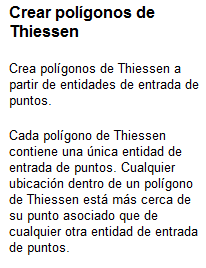 Crear polígonos de
Thiessen
Crea polígonos de Thiessen a
partir de entidades de entrada de
puntos.
Cada polígono de Thiessen
contiene una única entidad de
entrada de puntos. Cualquier
ubicación dentro de un polígono
de Thiessen está más cerca de
su punto asociado que de
cualquier otra entidad de entrada
de puntos.